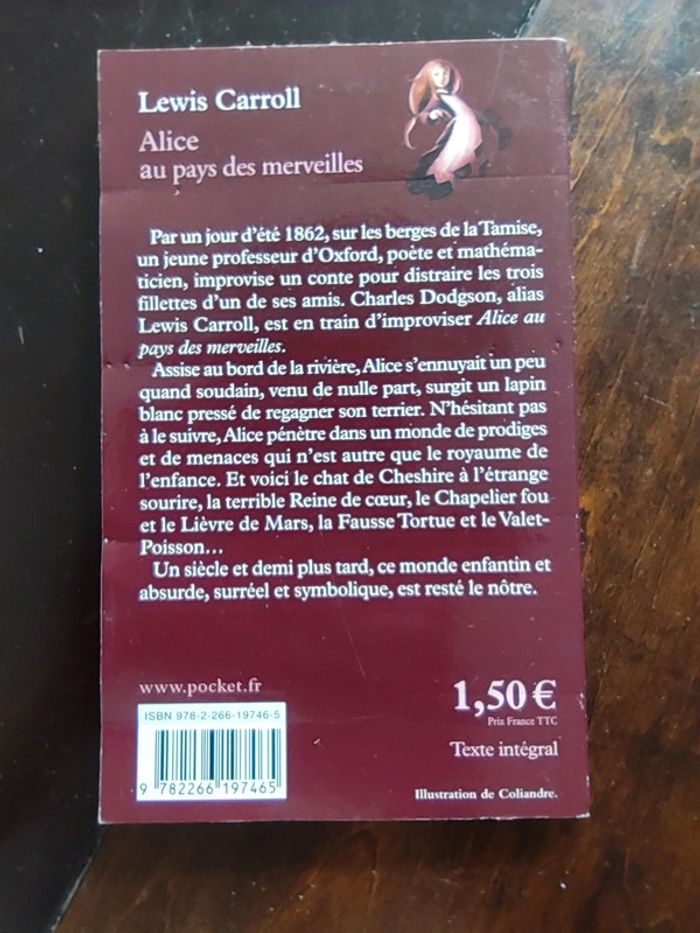 Lewis Carroll
Alice
au pays des merveilles
Par un jour d'été 1862, sur les berges de la Tamise,
un jeune professeur d'Oxford, poète et mathéma-
ticien, improvise un conte pour distraire les trois
fillettes d'un de ses amis. Charles Dodgson, alias
Lewis Carroll, est en train d'improviser Alice au
pays des merveilles.
Assise au bord de la rivière, Alice s'ennuyait un peu
quand soudain, venu de nulle part, surgit un lapin
blanc pressé de regagner son terrier. N'hésitant pas
à le suivre, Alice pénètre dans un monde de prodiges
et de menaces qui n'est autre que le royaume de
l'enfance. Et voici le chat de Cheshire à l'étrange
sourire, la terrible Reine de cœur, le Chapelier fou
et le Lièvre de Mars, la Fausse Tortue et le Valet-
Poisson…
Un siècle et demi plus tard, ce monde enfantin et
absurde, surréel et symbolique, est resté le nôtre.
www.pocket.fr
ISBN 978-2-266-19746-5
9 782266 197465
1,50 €
Prix France TTC
Texte intégral
Illustration de Coliandre.